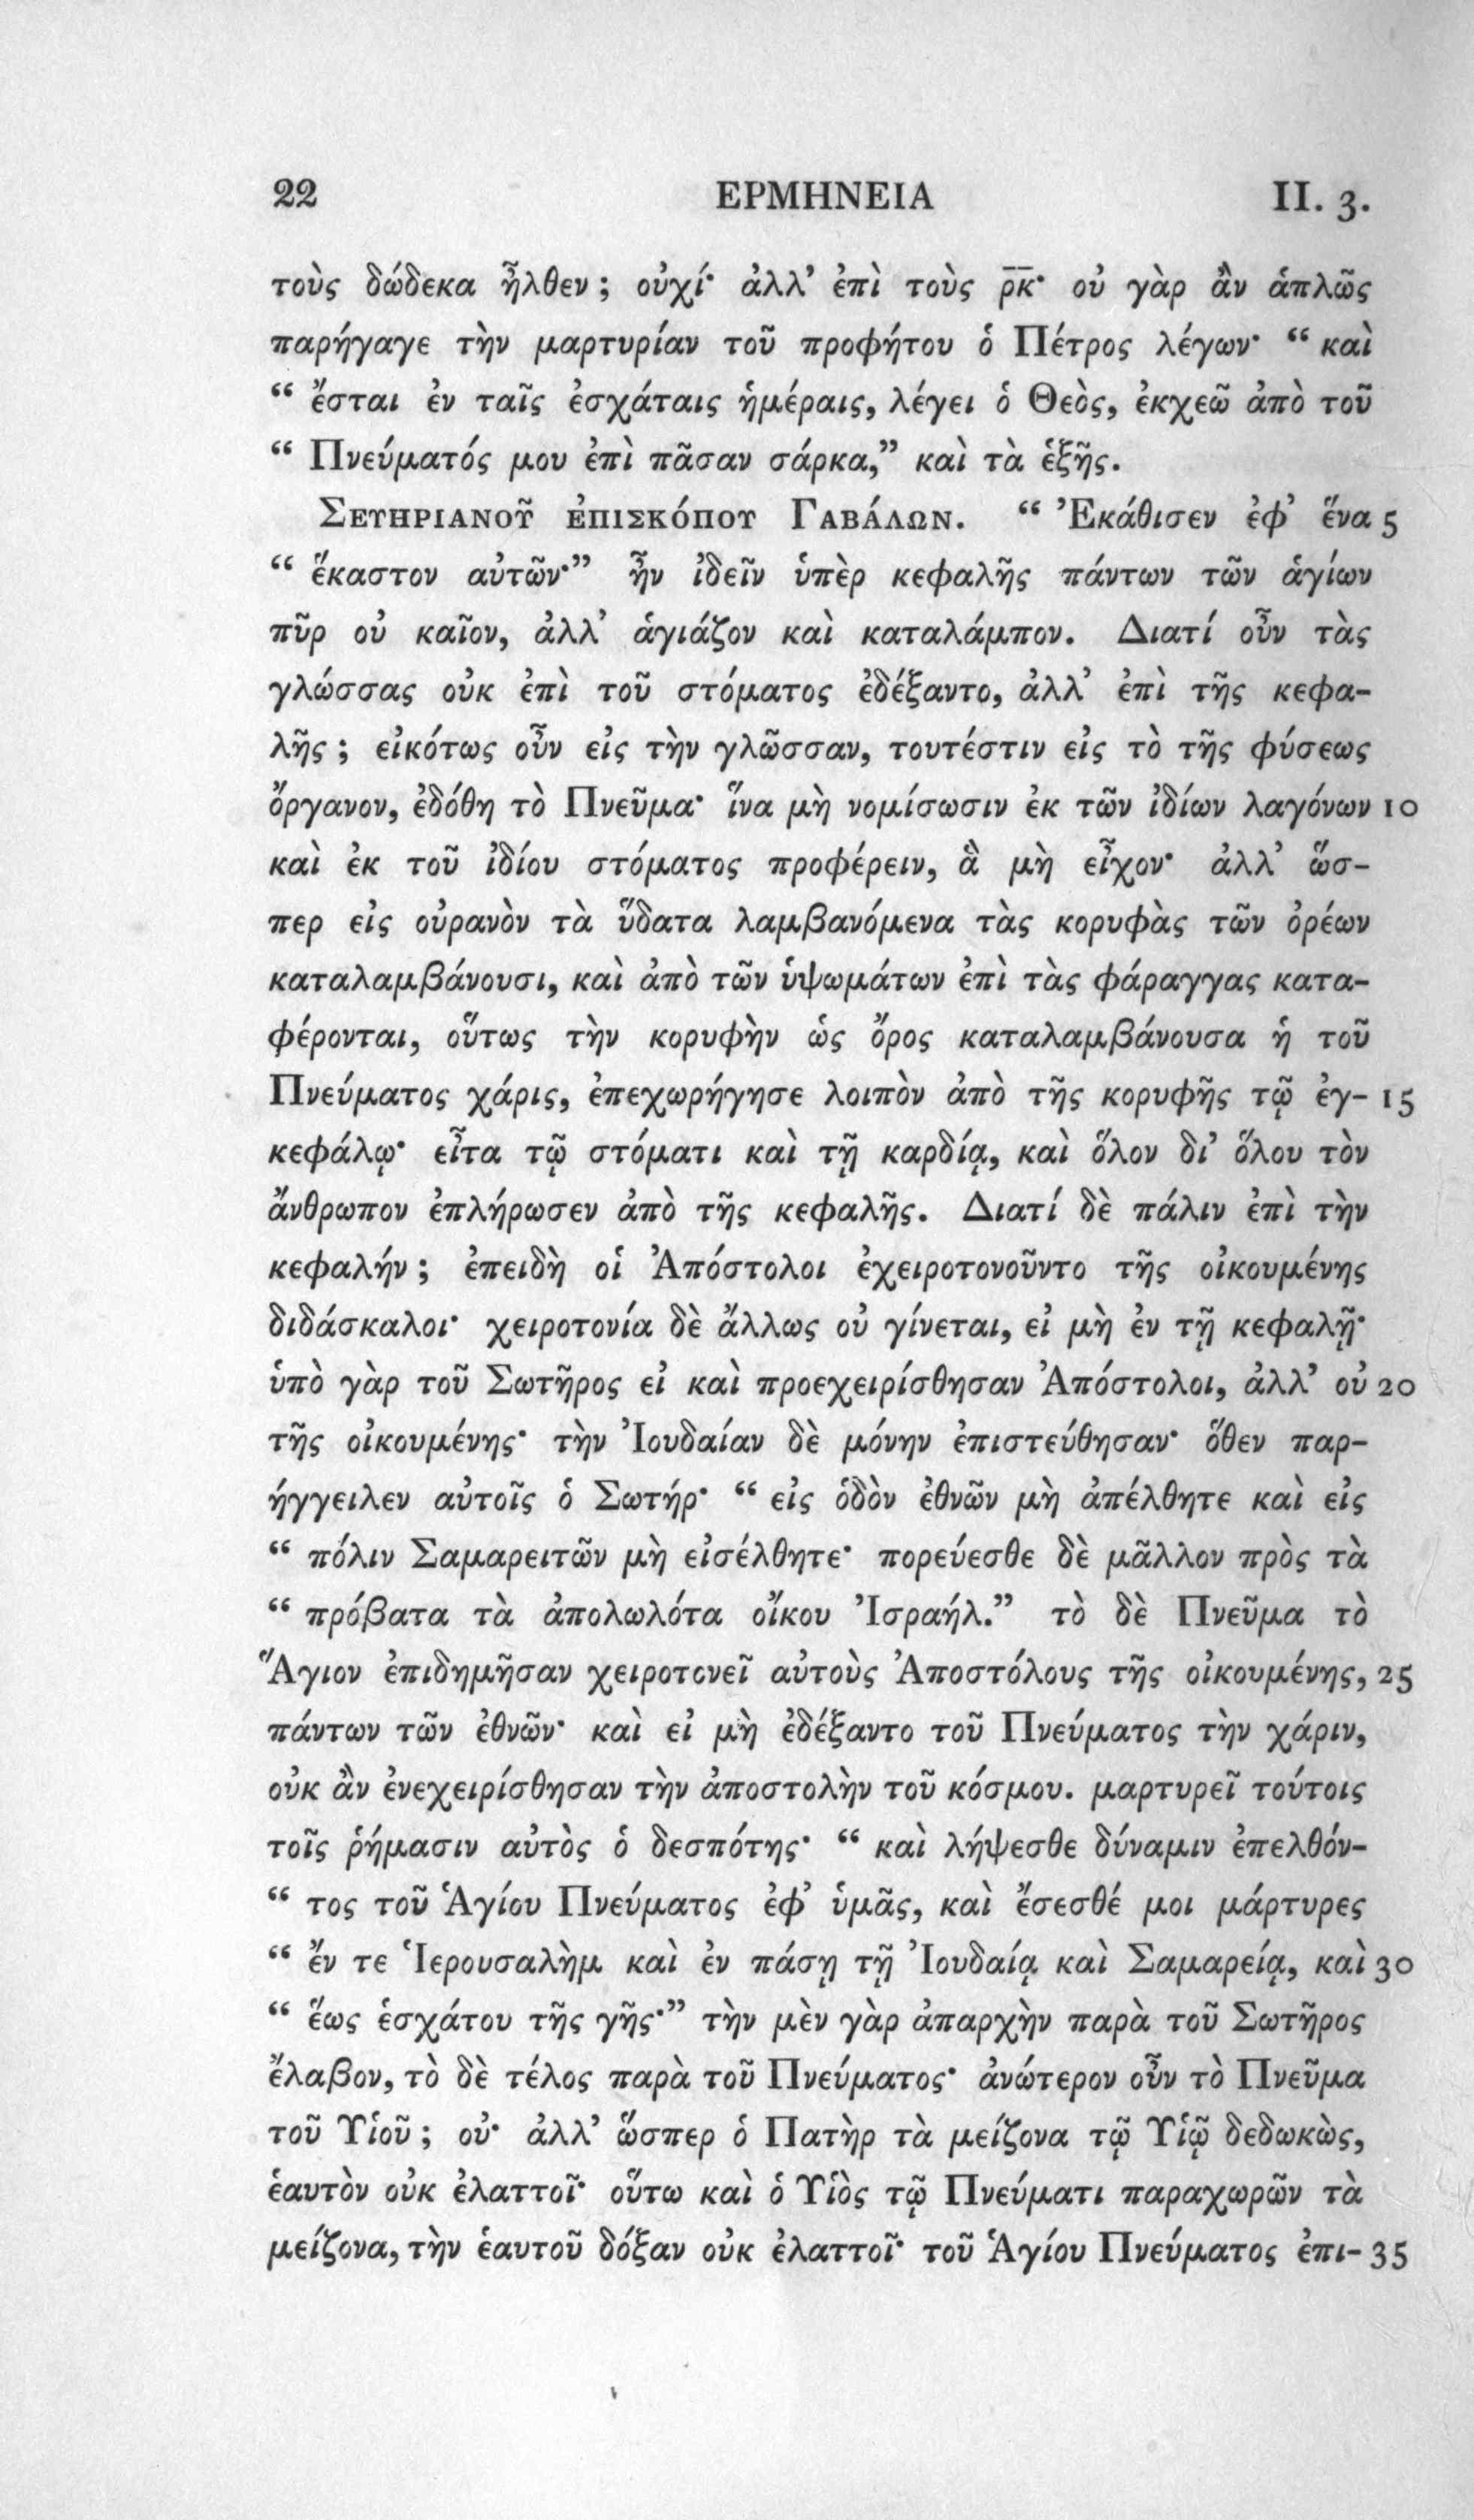 22 ΕΡΜΗΝΕΙΑ II. 3.
τοὺς δώδεκα ἦλθεν ; οὐχί· ἀλλ’ ἐπὶ τοὺς ρ̅κ̅· οὐ γὰρ ἂν ἁπλῶς
παρήγαγε τὴν μαρτυρίαν τοῦ προφήτου ὁ Πέτρος λέγων· “ καὶ
“ ἔσται ἐν ταῖς ἐσχάταις ἡμέραις, λέγει ὁ Θεὸς, ἐκχεῶ ἀπὸ τοῦ
“ Πνεύματός μου ἐπὶ πᾶσαν σάρκα,” καὶ τὰ ἑξῆς.
Σευηριανοῦ ἐπισκόπου Γαβάλων. “ Ἐκάθισεν ἐφ’ ἕνα 5
“ ἕκαστον αὐτῶν·” ἦν ἰδεῖν ὑπὲρ κεφαλῆς πάντων τῶν ἁγίων
πῦρ οὐ καῖον, ἀλλ’ ἁγιάζον καὶ καταλάμπον. Διατί οὖν τὰς
γλώσσας οὐκ ἐπὶ τοῦ στόματος ἐδέξαντο, ἀλλ’ ἐπὶ τῆς κεφα-
λῆς ; εἰκότως οὖν εἰς τὴν γλῶσσαν, τουτέστιν εἰς τὸ τῆς φύσεως
ὄργανον, ἐδόθη τὸ Πνεῦμα· ἵνα μὴ νομίσωσιν ἐκ τῶν ἰδίων λαγόνων 10
καὶ ἐκ τοῦ ἰδίου στόματος προφέρειν, ἃ μὴ εἶχον· ἀλλ’ ὥσ-
περ εἰς οὐρανὸν τὰ ὕδατα λαμβανόμενα τὰς κορυφὰς τῶν ὀρέων
καταλαμβάνουσι, καὶ ἀπὸ τῶν ὑψωμάτων ἐπὶ τὰς φάραγγας κατα-
φέρονται, οὕτως τὴν κορυφὴν ὡς ὄρος καταλαμβάνουσα ἡ τοῦ
Πνεύματος χάρις, ἐπεχωρήγησε λοιπὸν ἀπὸ τῆς κορυφῆς τῷ ἐγ- 15
κεφάλῳ· εἶτα τῷ στόματι καὶ τῇ καρδίᾳ, καὶ ὅλον δι’ ὅλου τὸν
ἄνθρωπον ἐπλήρωσεν ἀπὸ τῆς κεφαλῆς. Διατί δὲ πάλιν ἐπὶ τὴν
κεφαλήν ; ἐπειδὴ οἱ Ἀπόστολοι ἐχειροτονοῦντο τῆς οἰκουμένης
διδάσκαλοι· χειροτονία δὲ ἄλλως οὐ γίνεται, εἰ μὴ ἐν τῇ κεφαλῇ·
ὑπὸ γὰρ τοῦ Σωτῆρος εἰ καὶ προεχειρίσθησαν Ἀπόστολοι, ἀλλ’ οὐ 20
τῆς οἰκουμένης· τὴν Ἰουδαίαν δὲ μόνην ἐπιστεύθησαν· ὅθεν παρ-
ήγγειλεν αὐτοῖς ὁ Σωτήρ· “ εἰς ὁδὸν ἐθνῶν μὴ ἀπέλθητε καὶ εἰς
“ πόλιν Σαμαρειτῶν μὴ εἰσέλθητε· πορεύεσθε δὲ μᾶλλον πρὸς τὰ
“ πρόβατα τὰ ἀπολωλότα οἴκου Ἰσραήλ.” τὸ δὲ Πνεῦμα τὸ
Ἅγιον ἐπιδημῆσαν χειροτονεῖ αὐτοὺς Ἀποστόλους τῆς οἰκουμένης, 25
πάντων τῶν ἐθνῶν· καὶ εἰ μὴ ἐδέξαντο τοῦ Πνεύματος τὴν χάριν,
οὐκ ἂν ἐνεχειρίσθησαν τὴν ἀποστολὴν τοῦ κόσμου. μαρτυρεῖ τούτοις
τοῖς ῥήμασιν αὐτὸς ὁ δεσπότης· “ καὶ λήψεσθε δύναμιν ἐπελθόν-
“ τος τοῦ Ἁγίου Πνεύματος ἐφ’ ὑμᾶς, καὶ ἔσεσθέ μοι μάρτυρες
“ ἔν τε Ἱερουσαλὴμ καὶ ἐν πάσῃ τῇ Ἰουδαίᾳ καὶ Σαμαρείᾳ, καὶ 30
“ ἕως ἐσχάτου τῆς γῆς·” τὴν μὲν γὰρ ἀπαρχὴν παρὰ τοῦ Σωτῆρος
ἔλαβον, τὸ δὲ τέλος παρὰ τοῦ Πνεύματος· ἀνώτερον οὖν τὸ Πνεῦμα
τοῦ Υἱοῦ ; οὐ· ἀλλ’ ὥσπερ ὁ Πατὴρ τὰ μείζονα τῷ Υἱῷ δεδωκὼς,
ἑαυτὸν οὐκ ἐλαττοῖ· οὕτω καὶ ὁ Υἱὸς τῷ Πνεύματι παραχωρῶν τὰ
μείζονα, τὴν ἑαυτοῦ δόξαν οὐκ ἐλαττοῖ· τοῦ Ἁγίου Πνεύματος ἐπι- 35